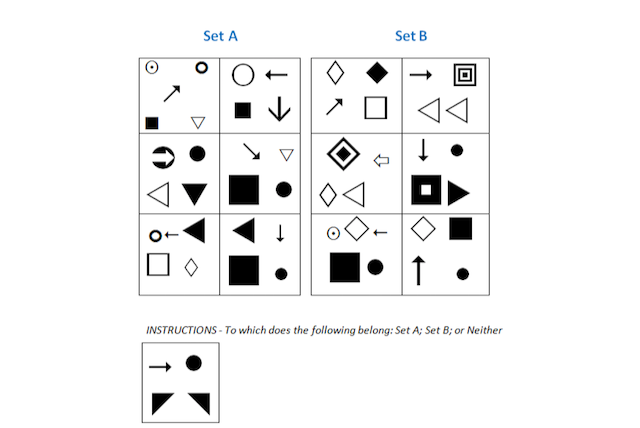 Set A
Set B
INSTRUCTIONS - To which does the following belong: Set A; Set B; or Neither